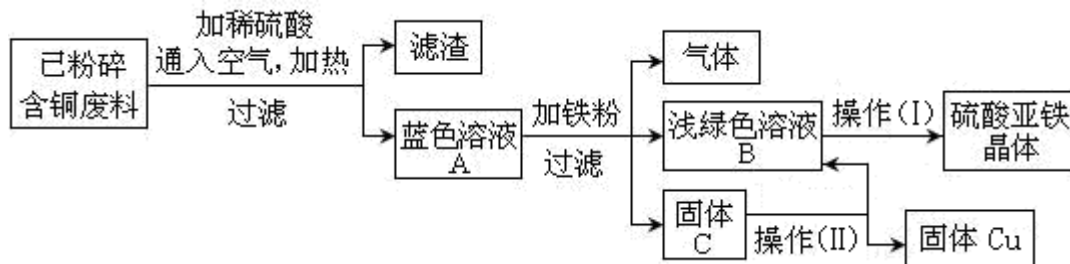 已粉碎
含铜废料
加稀硫酸
通入空气,加热
过滤
滤渣
蓝色溶液
A
加铁粉
过滤
气体
浅绿色溶液
B
操作(I)
硫酸亚铁
晶体
固体
C
操作(II)
固体 Cu